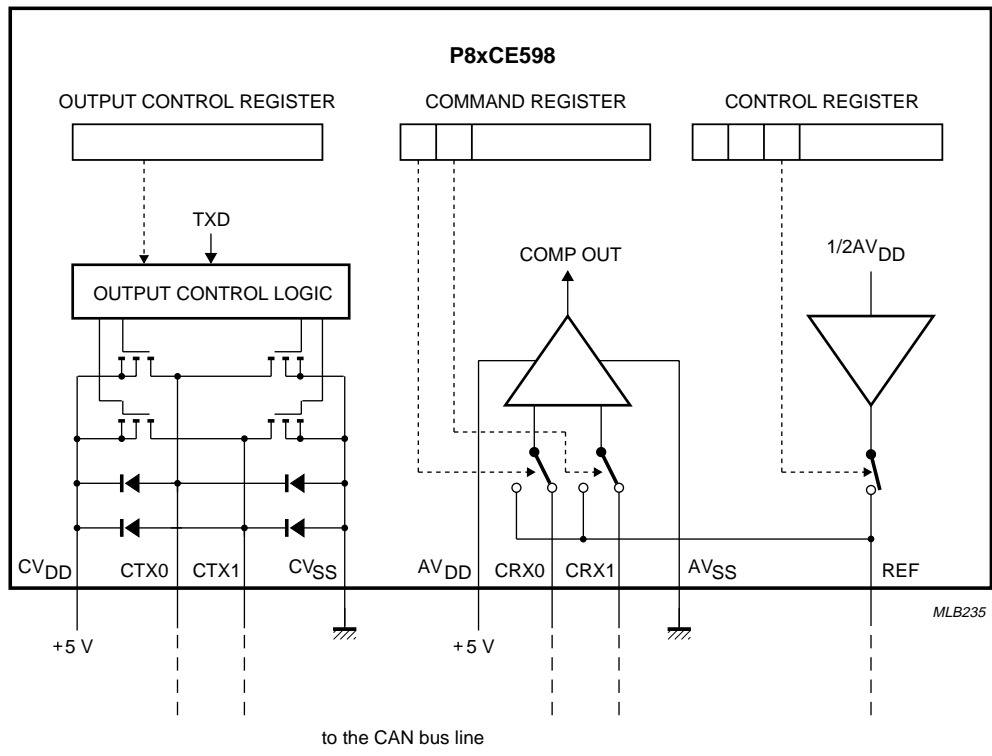 P8xCE598
OUTPUT CONTROL REGISTER
COMMAND REGISTER
CONTROL REGISTER
TXD
OUTPUT CONTROL LOGIC
COMP OUT
1/2AVDD
CVDD
CTX0
CTX1
CVSS
AVDD
CRX0
CRX1
AVSS
REF
MLB235
+5 V
+5 V
to the CAN bus line